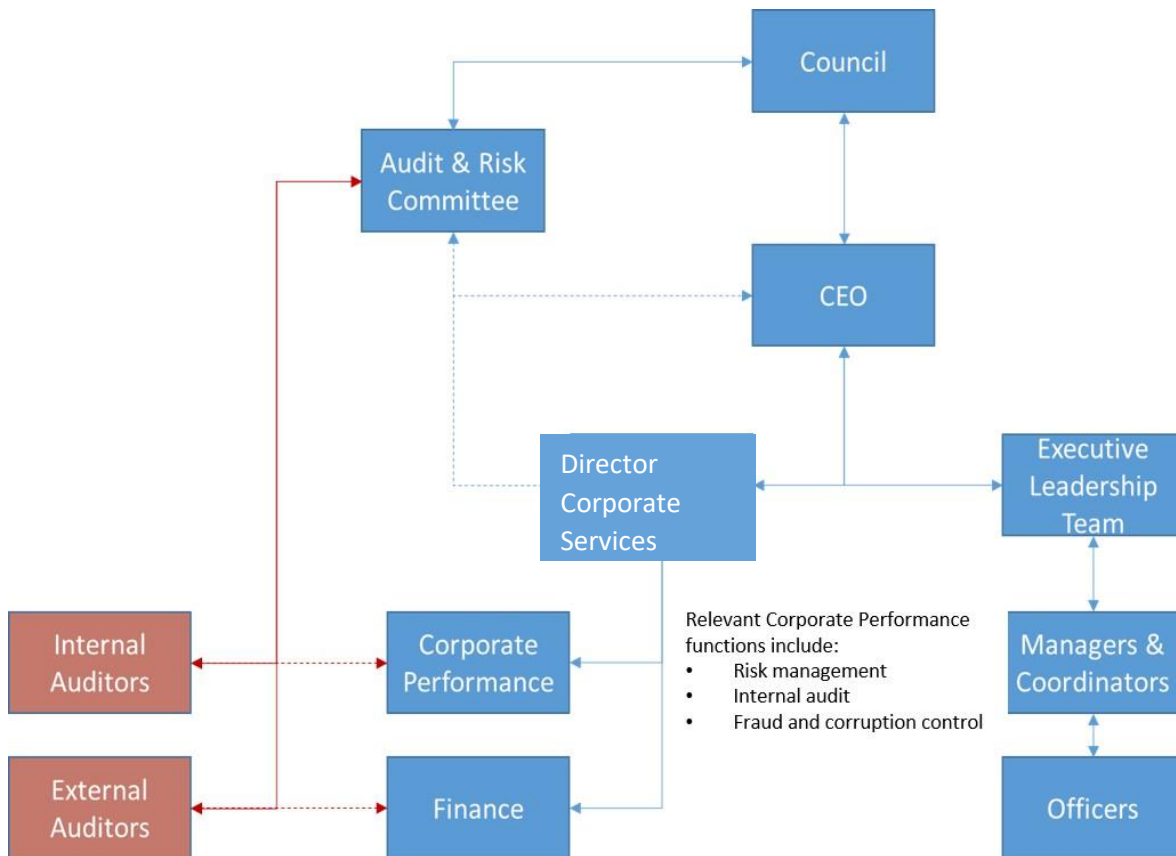 Council
Audit & Risk
Committee
CEO
Director
Corporate
Services
Executive
Leadership
Team
Internal
Auditors
Corporate
Performance
Relevant Corporate Performance
functions include:
• Risk management
• Internal audit
• Fraud and corruption control
Managers &
Coordinators
External
Auditors
Finance
Officers